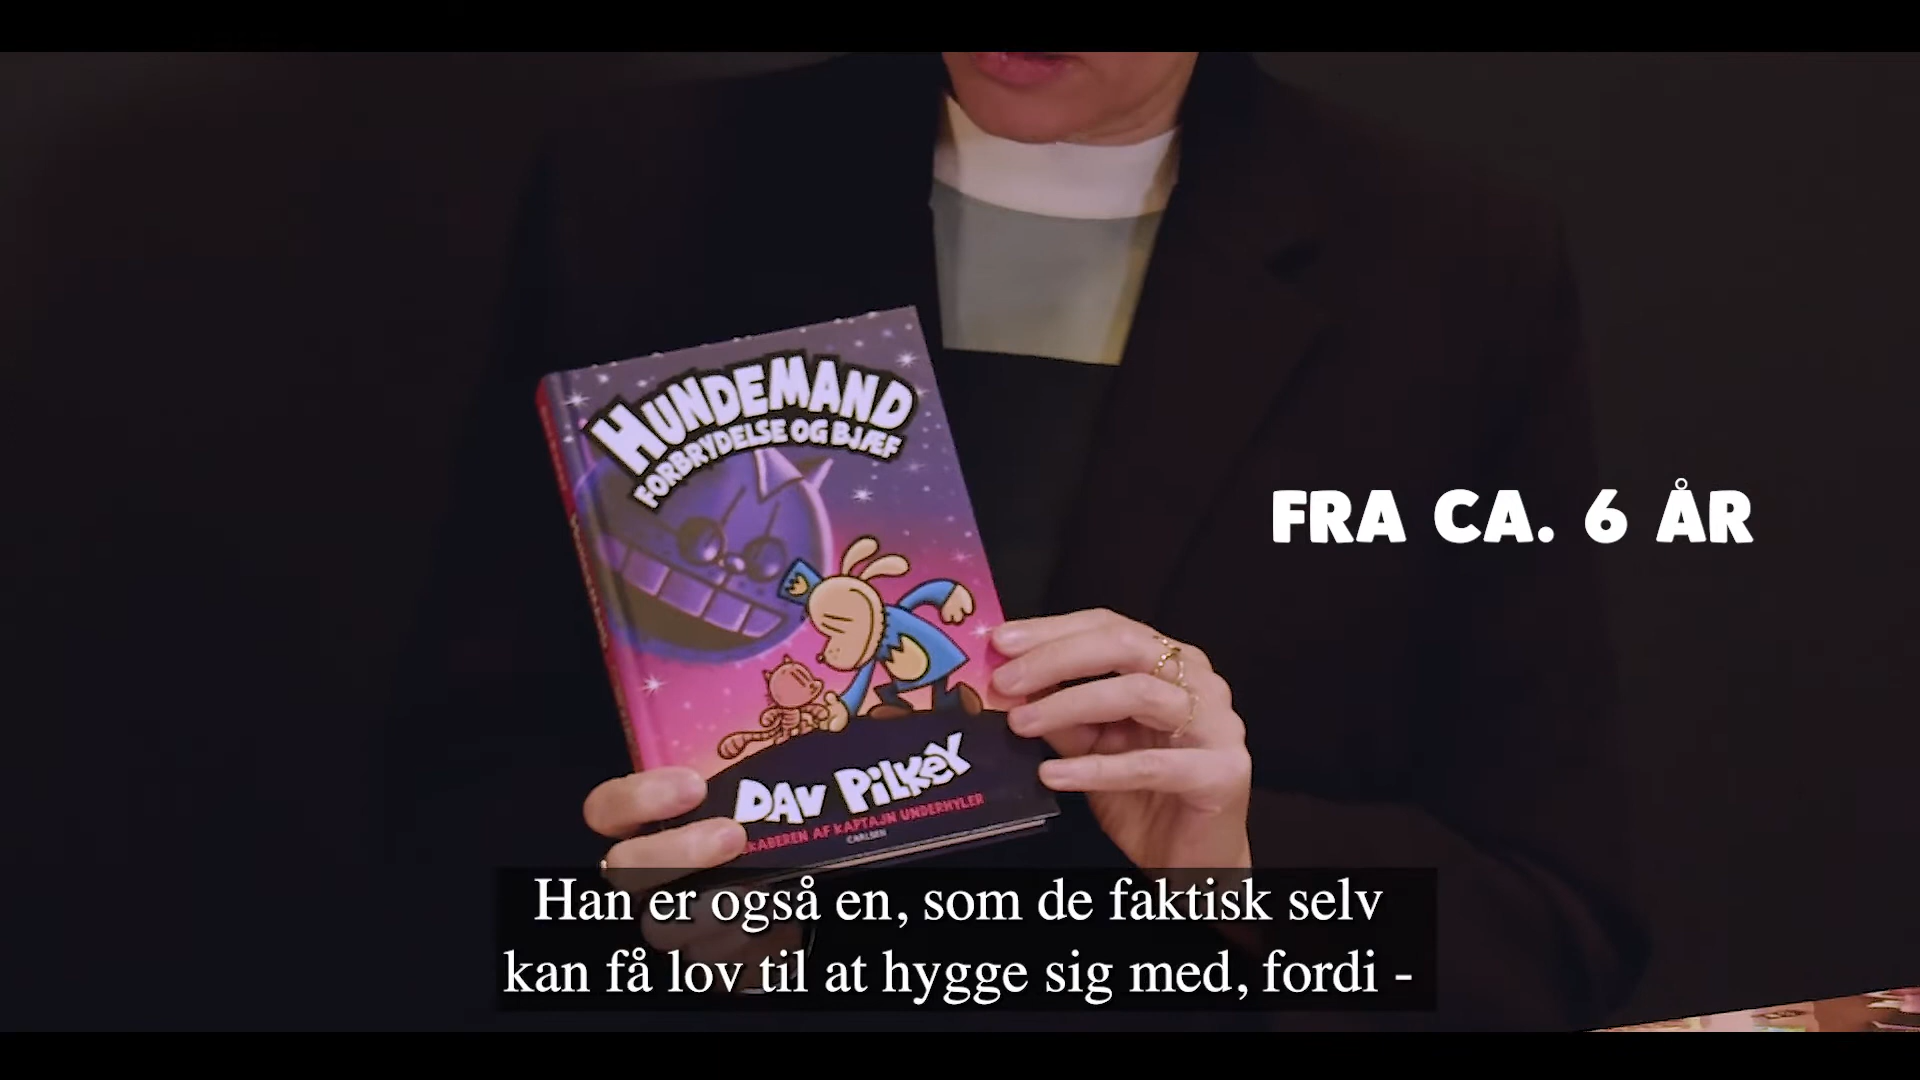 HUNDEMAND
FORBRYDELSE OG BJÆF
FRA CA. 6 ÅR
DAV PILKEY
SKABEREN AF KAPTAJN UNDERHYLER
CARLSEN
Han er også en, som de faktisk selv
kan få lov til at hygge sig med, fordi -